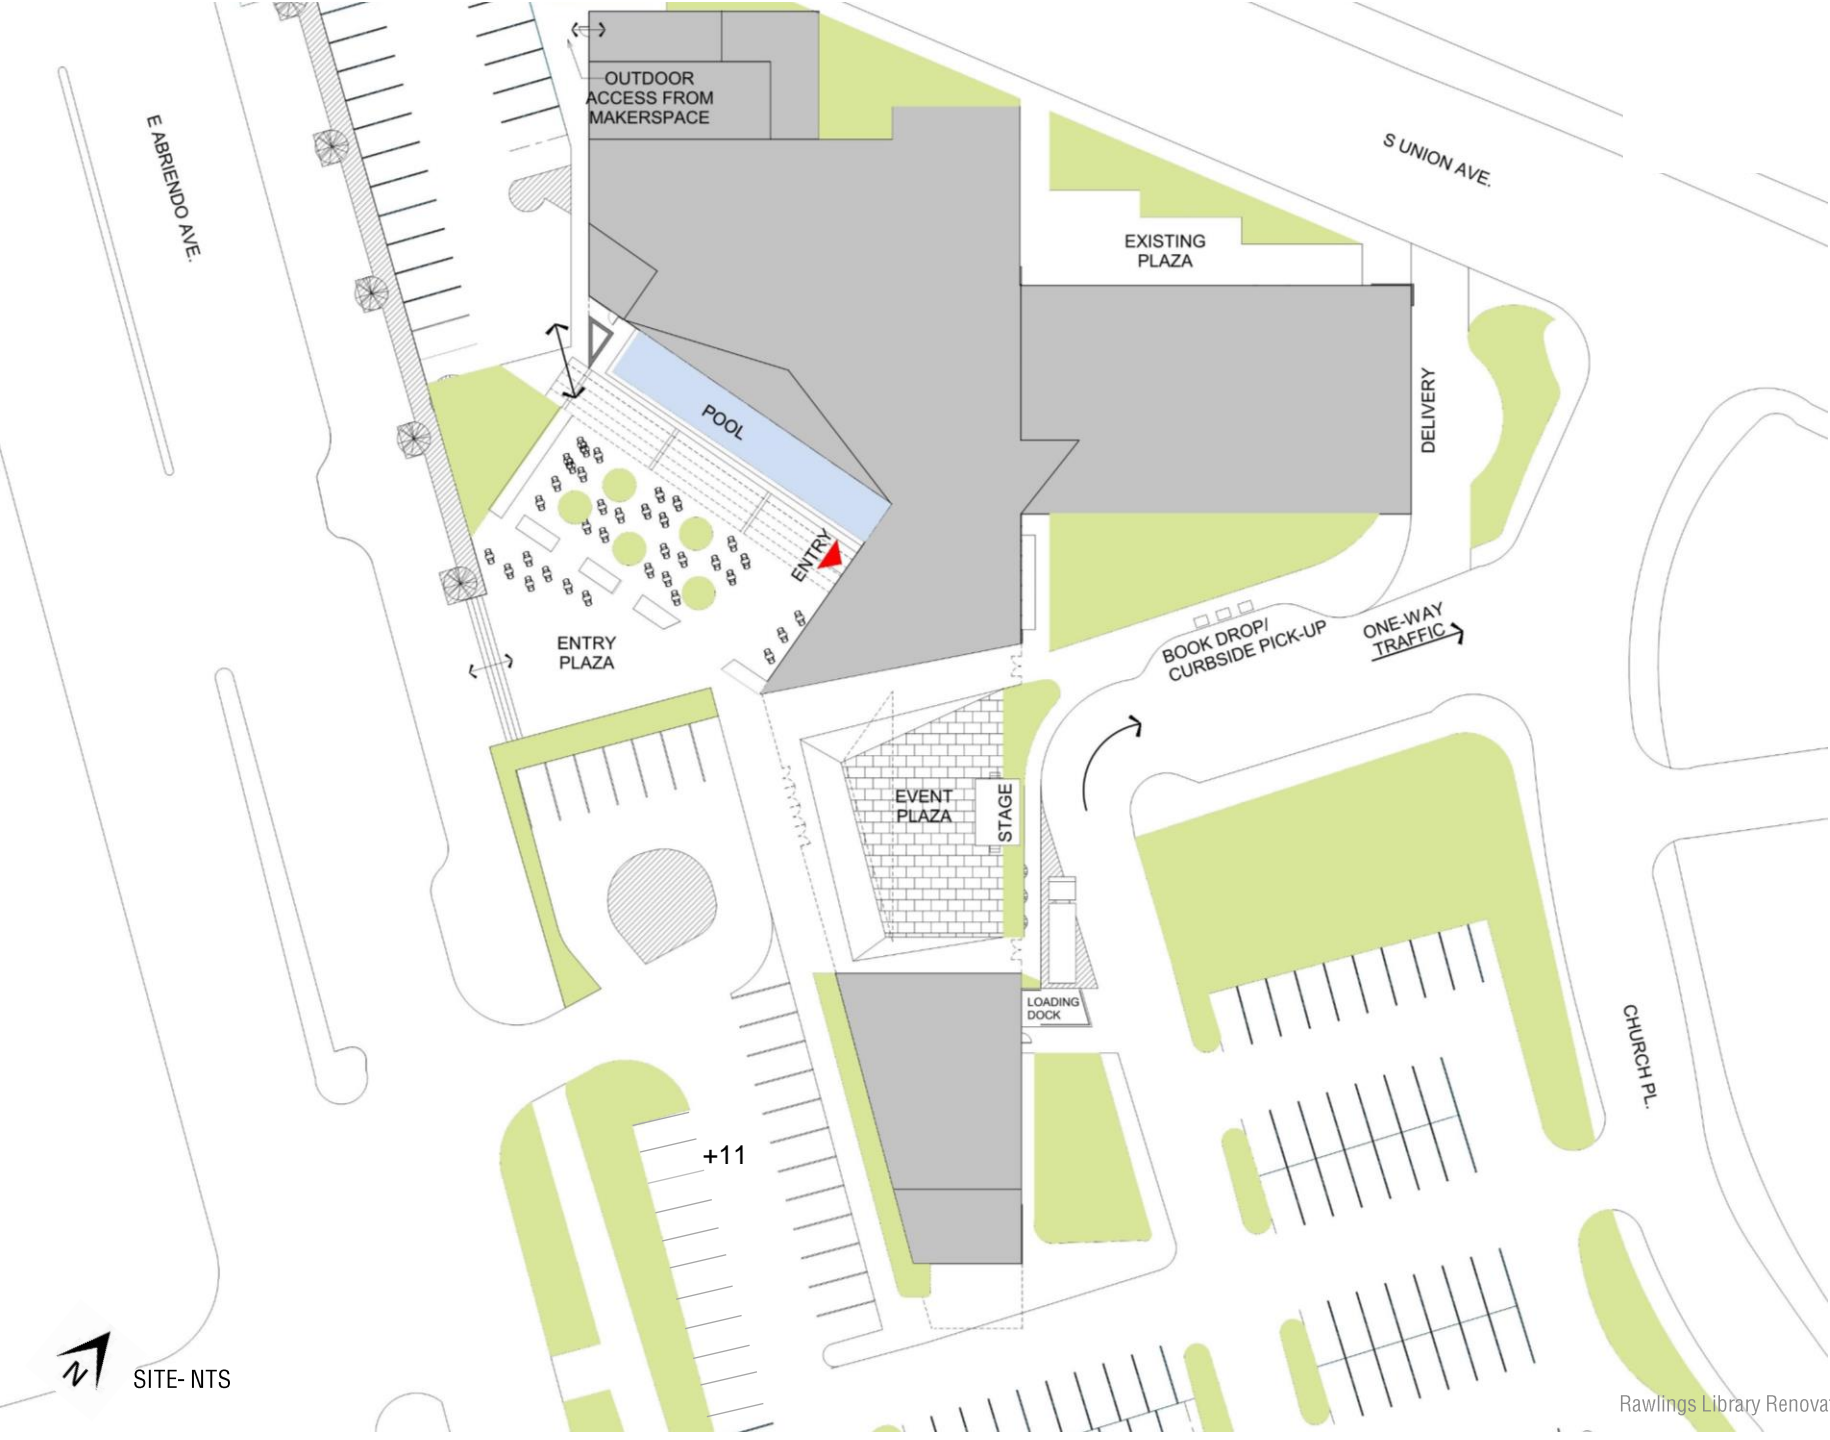 OUTDOOR
ACCESS FROM
MAKERSPACE
E ABRIENDO AVE.
S UNION AVE.
EXISTING
PLAZA
POOL
DELIVERY
ENTRY
ENTRY
PLAZA
BOOK DROP/
CURBSIDE PICK-UP
ONE-WAY
TRAFFIC
EVENT
PLAZA
STAGE
LOADING
DOCK
CHURCH PL.
+11
N
SITE- NTS
Rawlings Library Renova